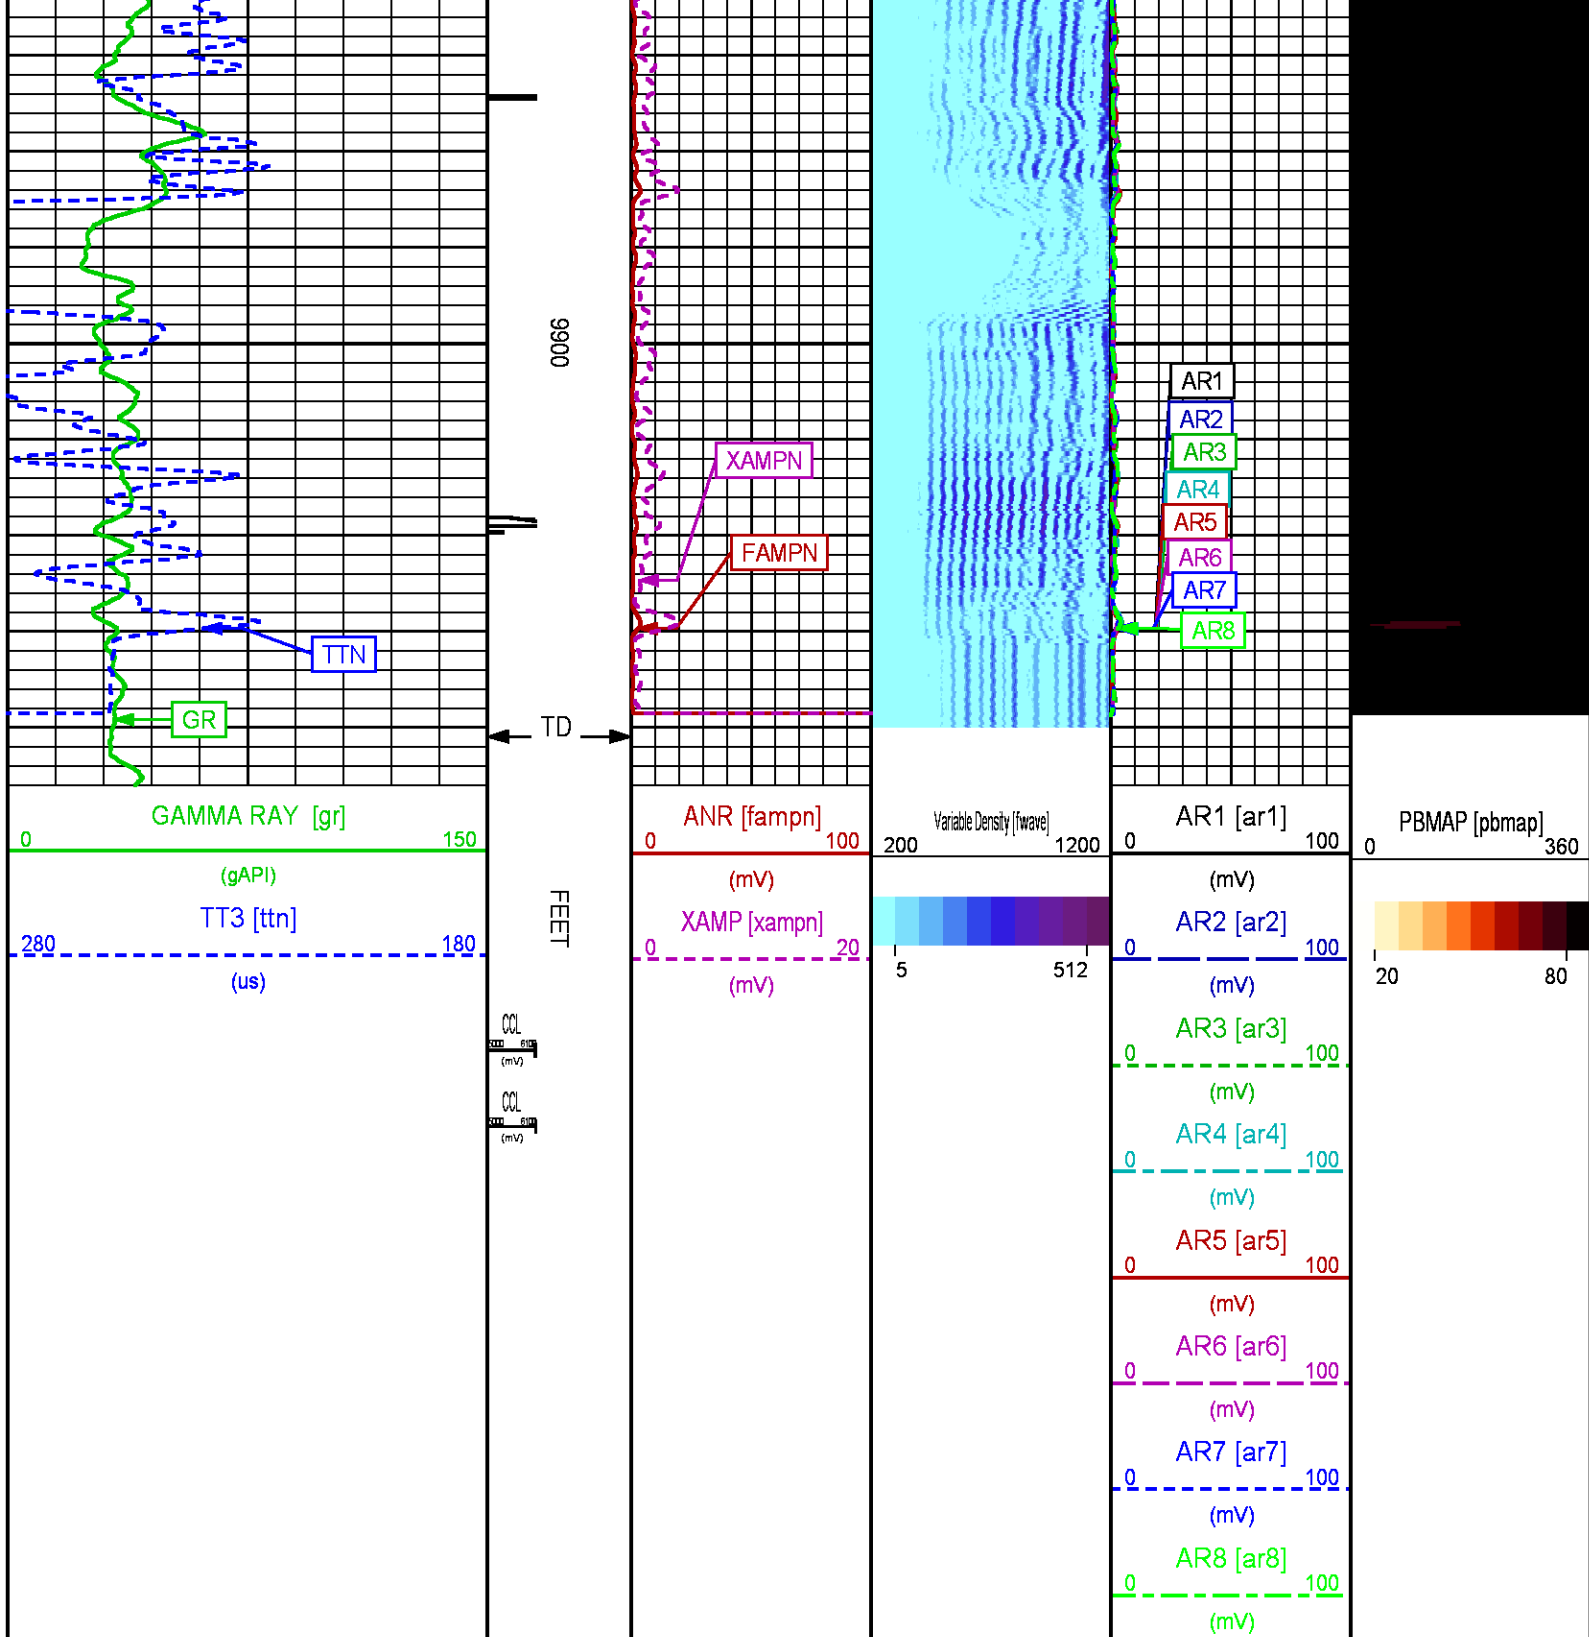 9900
AR1
AR2
AR3
XAMPN
AR4
AR5
FAMPN
AR6
AR7
AR8
TTN
GR
TD
GAMMA RAY [gr]
0 150
(gAPI)
TT3 [ttn]
280 180
(us)
FEET
CCL
(mV)
CCL
(mV)
ANR [fampn]
0 100
(mV)
XAMP [xampn]
0 20
(mV)
Variable Density [fwave]
200 1200
5 512
AR1 [ar1]
0 100
(mV)
AR2 [ar2]
0 100
(mV)
AR3 [ar3]
0 100
(mV)
AR4 [ar4]
0 100
(mV)
AR5 [ar5]
0 100
(mV)
AR6 [ar6]
0 100
(mV)
AR7 [ar7]
0 100
(mV)
AR8 [ar8]
0 100
(mV)
PBMAP [pbmap]
0 360
20 80